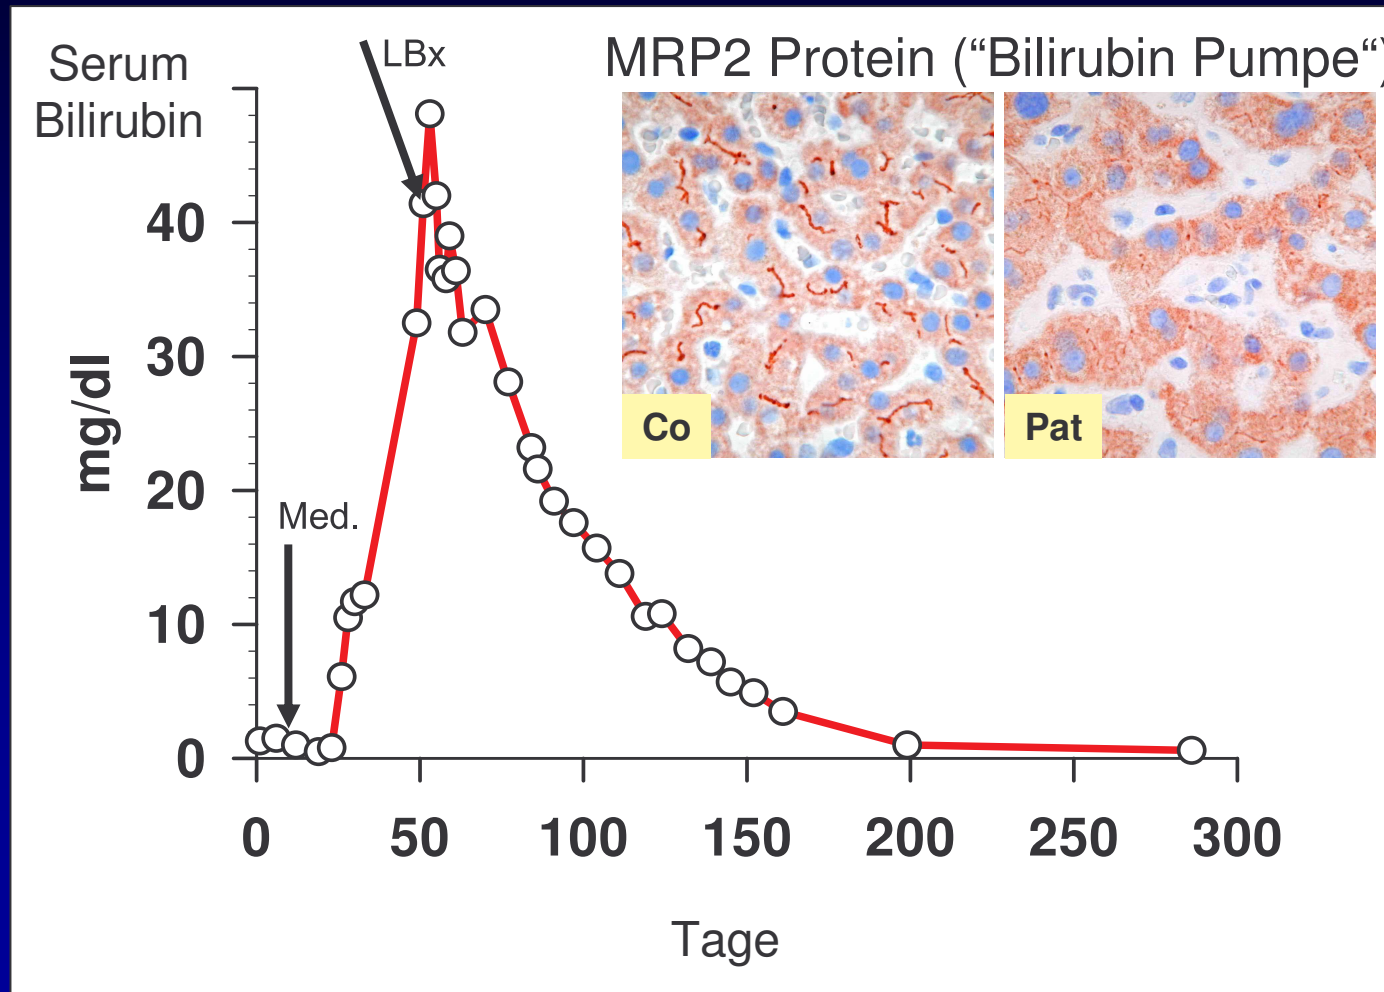 Serum
Bilirubin
LBx
MRP2 Protein (“Bilirubin Pumpe“)
Co
Pat
Med.
mg/dl
40
30
20
10
0
0 50 100 150 200 250 300
Tage